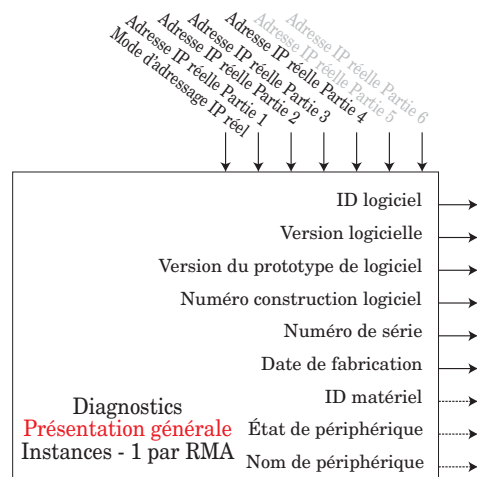 Mode d'adressage IP réel
Adresse IP réelle Partie 1
Adresse IP réelle Partie 2
Adresse IP réelle Partie 3
Adresse IP réelle Partie 4
Adresse IP réelle Partie 5
Adresse IP réelle Partie 6
ID logiciel
Version logicielle
Version du prototype de logiciel
Numéro construction logiciel
Numéro de série
Date de fabrication
ID matériel
État de périphérique
Nom de périphérique
Diagnostics
Présentation générale
Instances - 1 par RMA